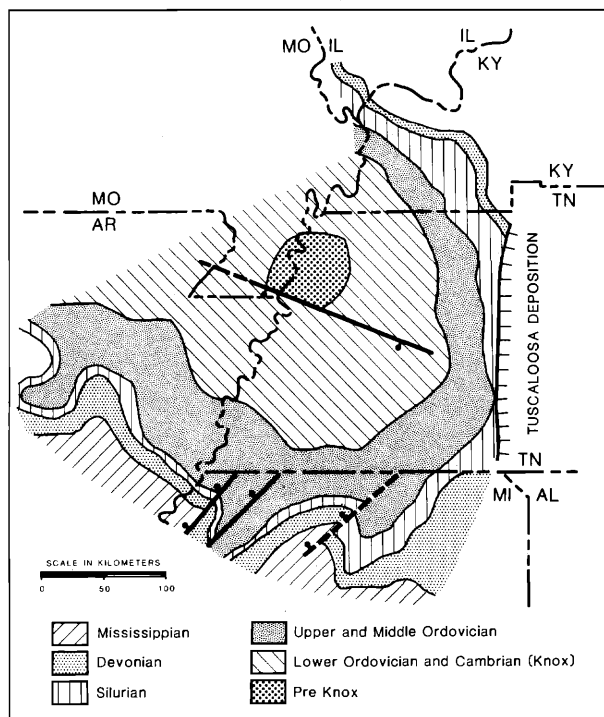 MO IL
IL
KY
KY
TN
MO
AR
TUSCALOOSA DEPOSITION
TN
MI AL
SCALE IN KILOMETERS
0 50 100
Mississippian
Devonian
Silurian
Upper and Middle Ordovician
Lower Ordovician and Cambrian (Knox)
Pre Knox